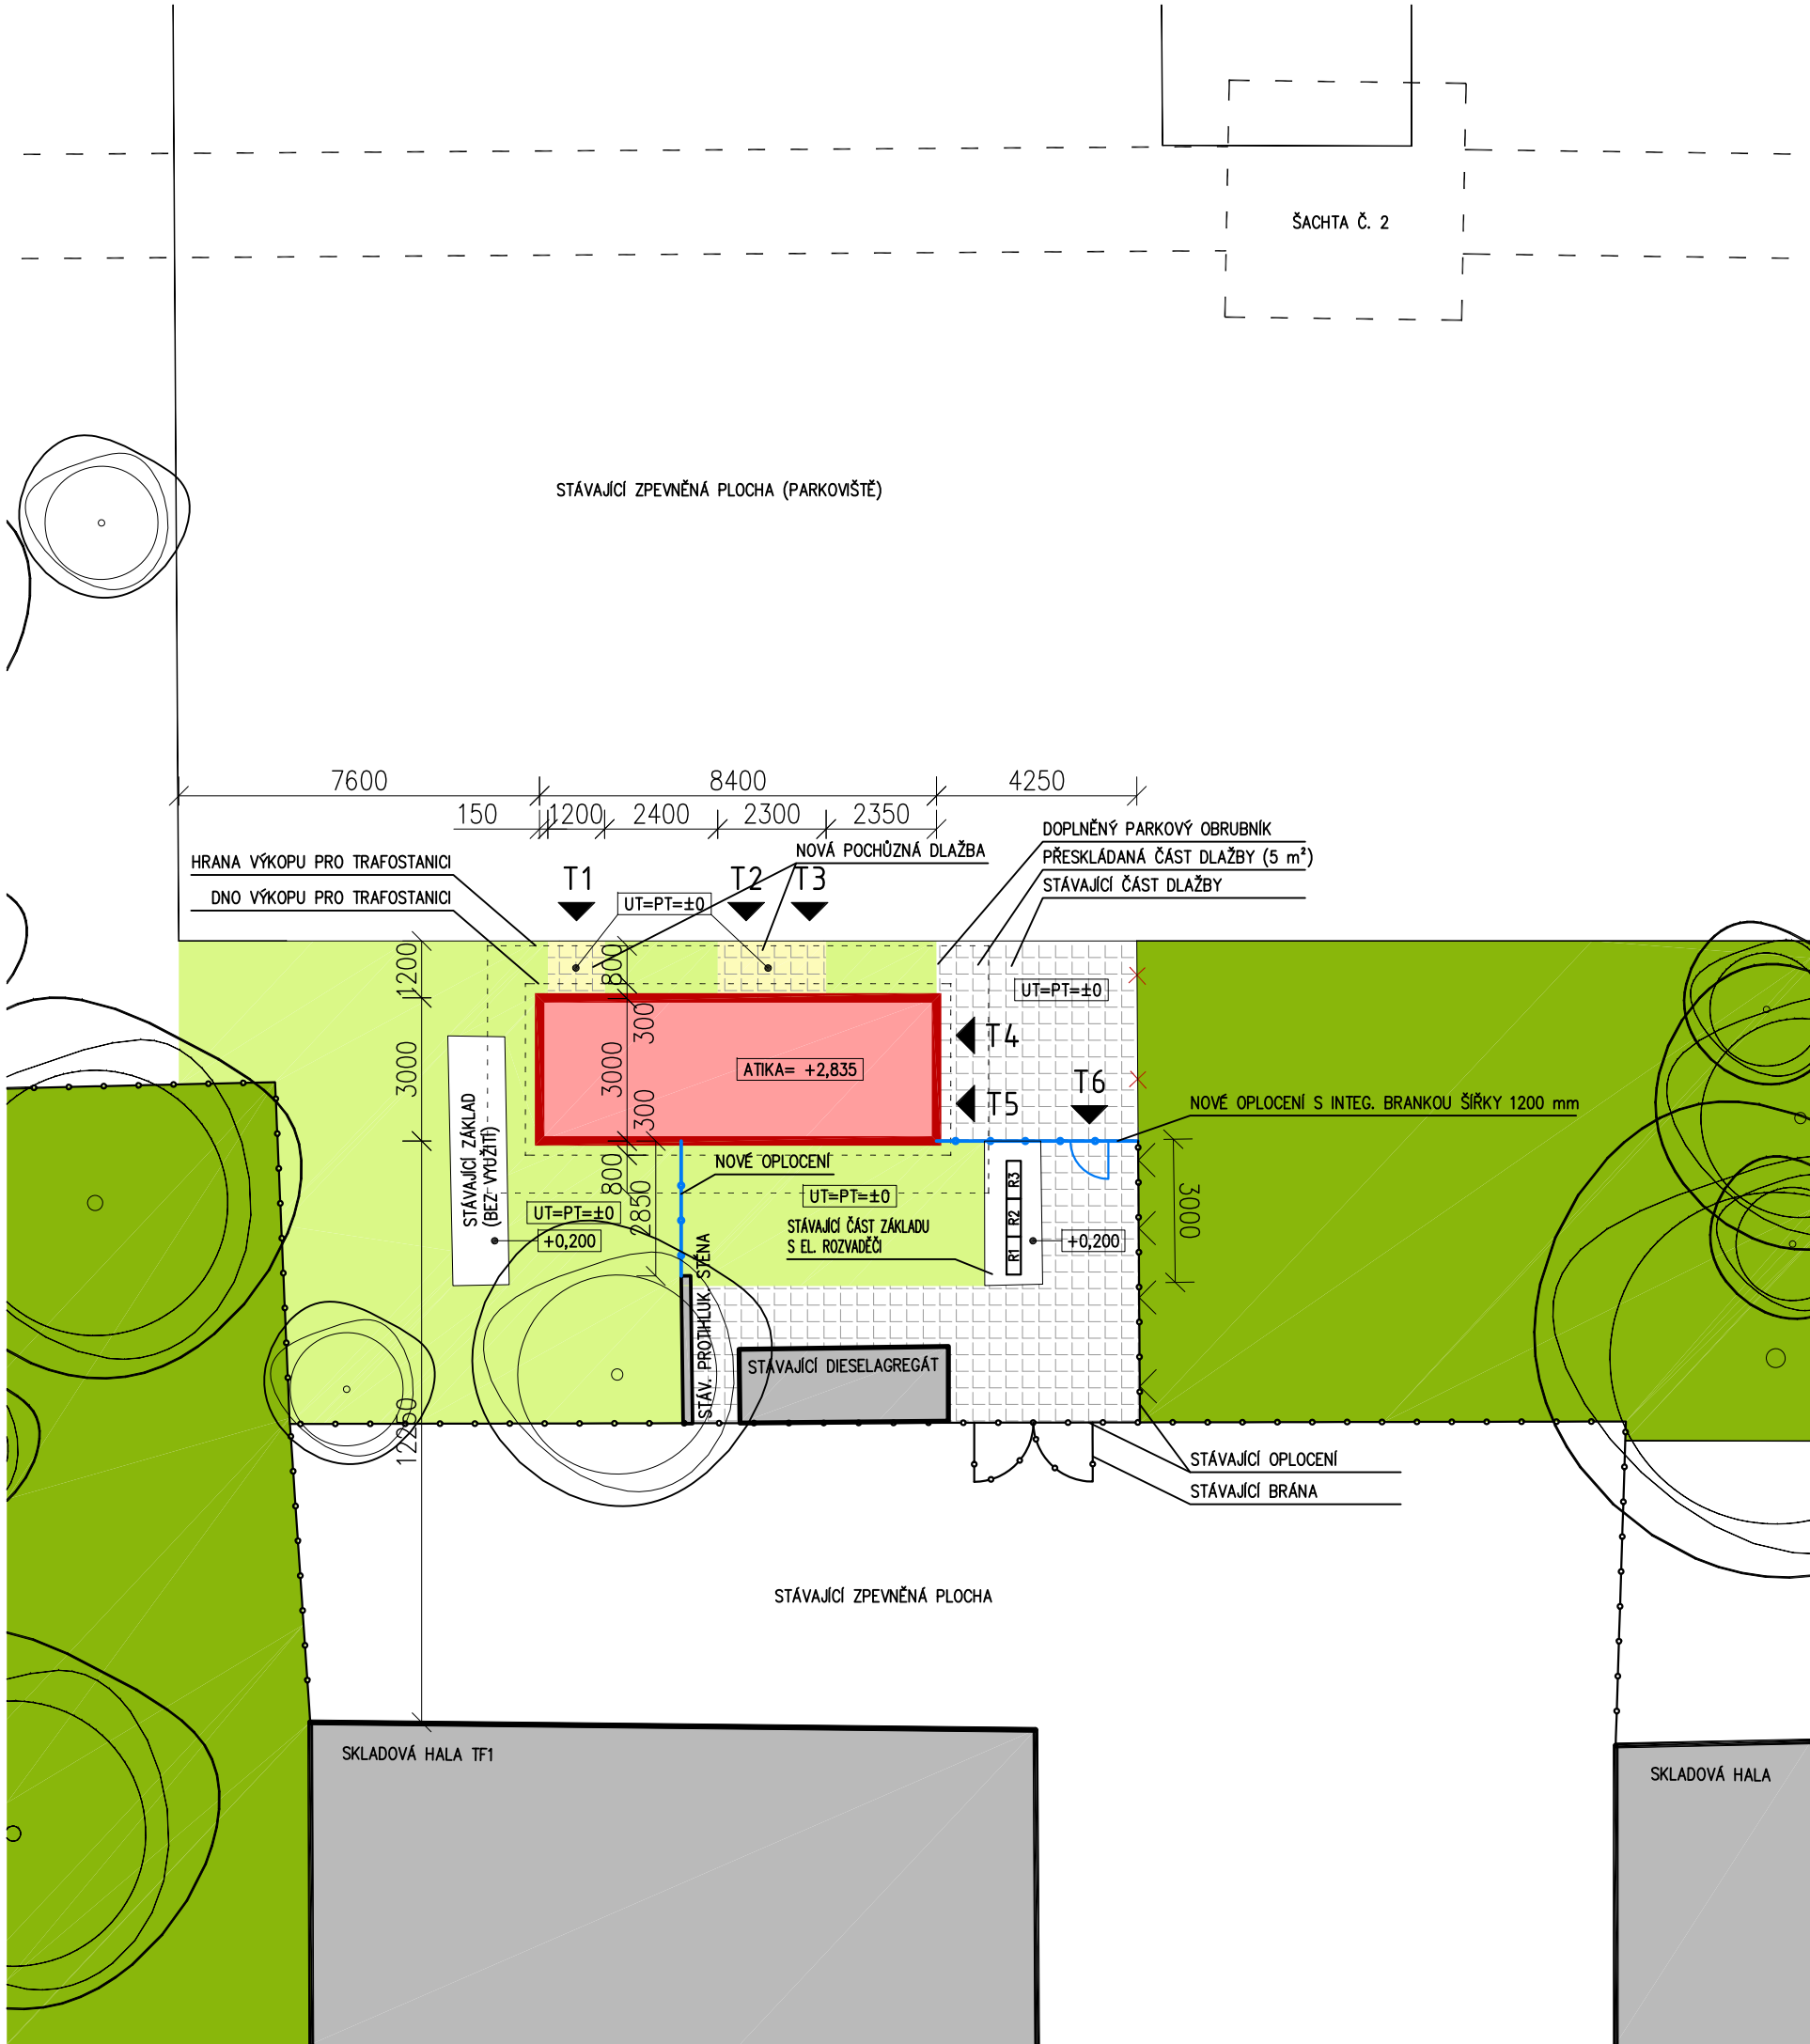 ŠACHTA Č. 2
STÁVAJÍCÍ ZPEVNĚNÁ PLOCHA (PARKOVIŠTĚ)
7600
8400
4250
150
1200
2400
2300
2350
DOPLNĚNÝ PARKOVÝ OBRUBNÍK
NOVÁ POCHŮZNÁ DLAŽBA
PŘESKLÁDANÁ ČÁST DLAŽBY (5 m²)
HRANA VÝKOPU PRO TRAFOSTANICI
STÁVAJÍCÍ ČÁST DLAŽBY
DNO VÝKOPU PRO TRAFOSTANICI
T1
T2
T3
UT=PT=±0
1200
800
UT=PT=±0
300
T4
3000
3000
ATIKA= +2,835
T5
T6
300
NOVÉ OPLOCENÍ S INTEG. BRANKOU ŠÍŘKY 1200 mm
STÁVAJÍCÍ ZÁKLAD
(BEZ VYUŽITÍ)
800
NOVÉ OPLOCENÍ
2850
UT=PT=±0
UT=PT=±0
R3
R2
R1
3000
STÁVAJÍCÍ ČÁST ZÁKLADU
S EL. ROZVADĚČI
+0,200
+0,200
STÁV. PROTIHLUK. STĚNA
STÁVAJÍCÍ DIESELAGREGÁT
12250
STÁVAJÍCÍ OPLOCENÍ
STÁVAJÍCÍ BRÁNA
STÁVAJÍCÍ ZPEVNĚNÁ PLOCHA
SKLADOVÁ HALA TF1
SKLADOVÁ HALA